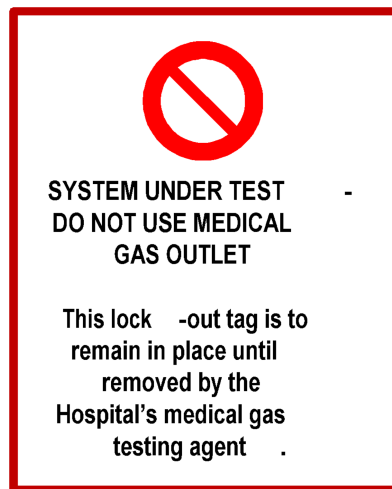 SYSTEM UNDER TEST -
DO NOT USE MEDICAL
GAS OUTLET
This lock -out tag is to
remain in place until
removed by the
Hospital's medical gas
testing agent .